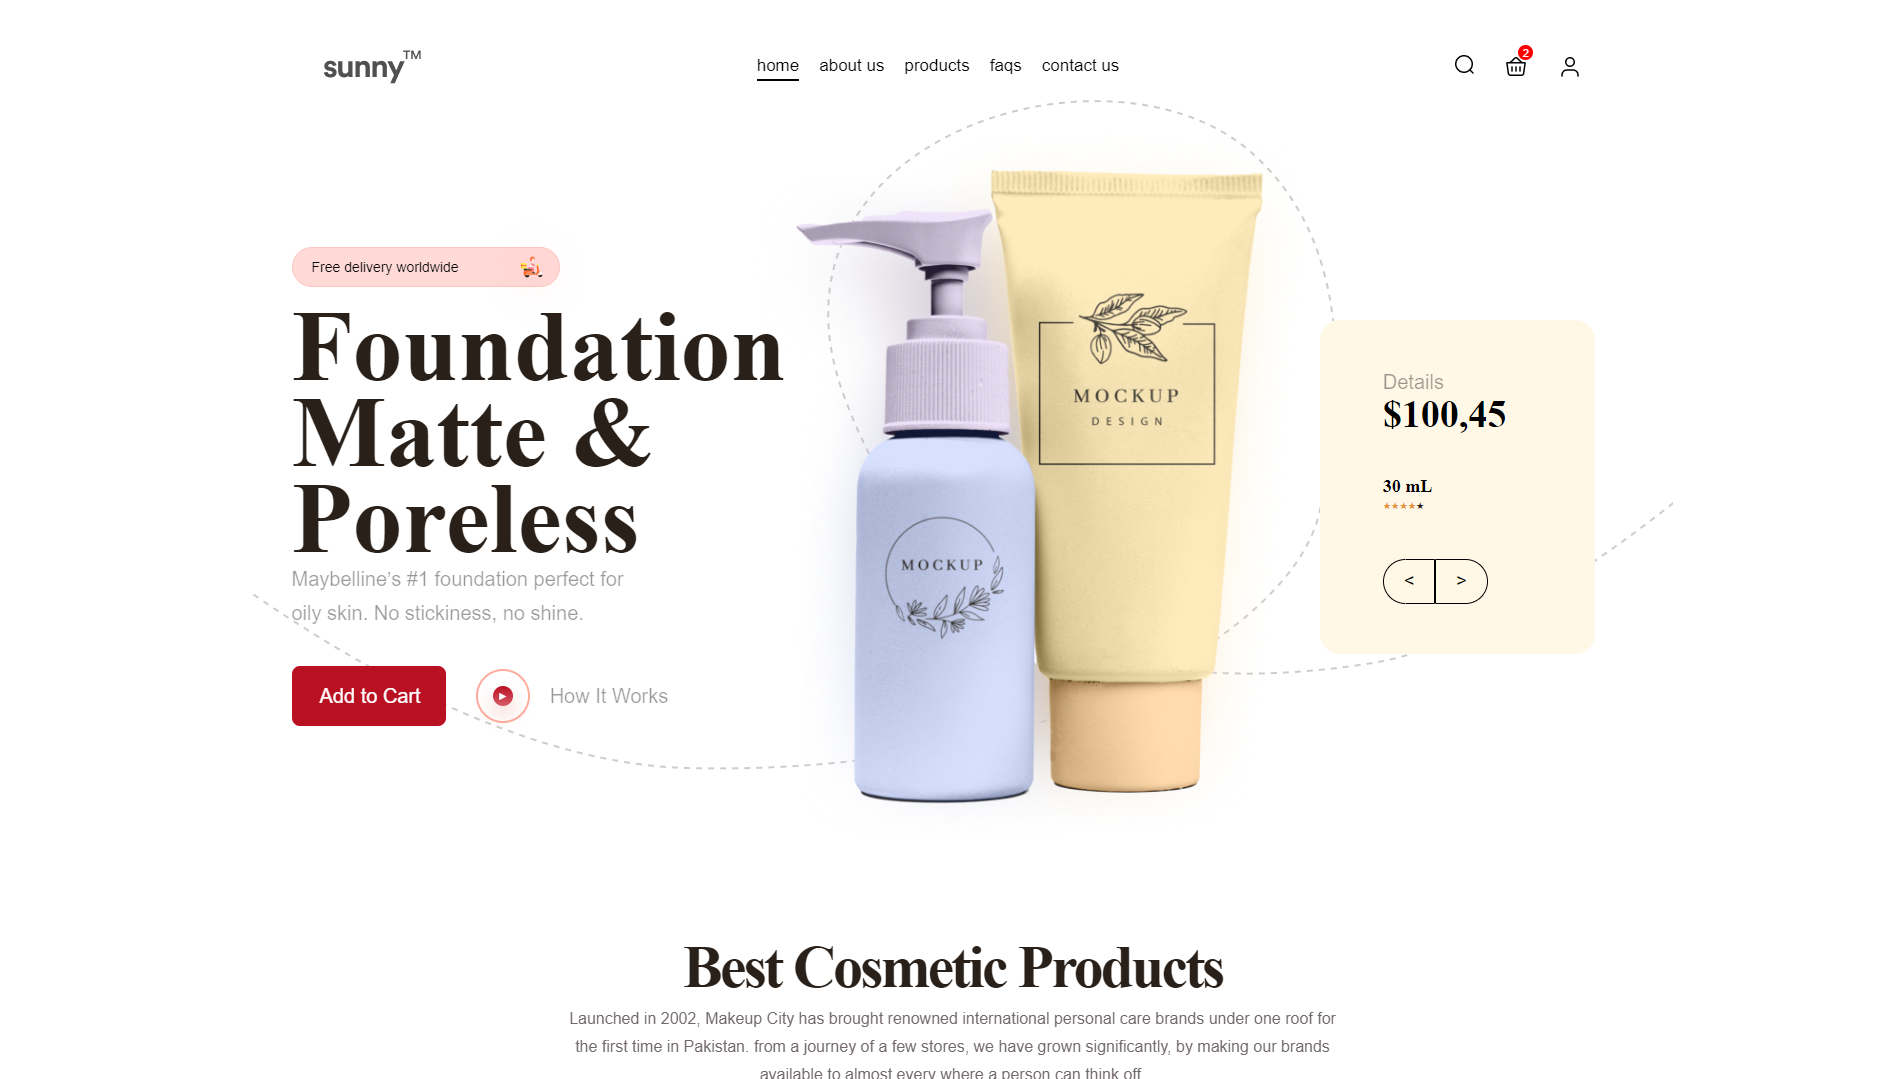 sunny™
home about us products faqs contact us
2
Free delivery worldwide
Foundation
Matte &
Poreless
Maybelline’s #1 foundation perfect for
oily skin. No stickiness, no shine.
Add to Cart
How It Works
MOCKUP
DESIGN
MOCKUP
Details
$100,45
30 mL
★★★★★
< >
Best Cosmetic Products
Launched in 2002, Makeup City has brought renowned international personal care brands under one roof for
the first time in Pakistan. from a journey of a few stores, we have grown significantly, by making our brands
available to almost every where a person can think off